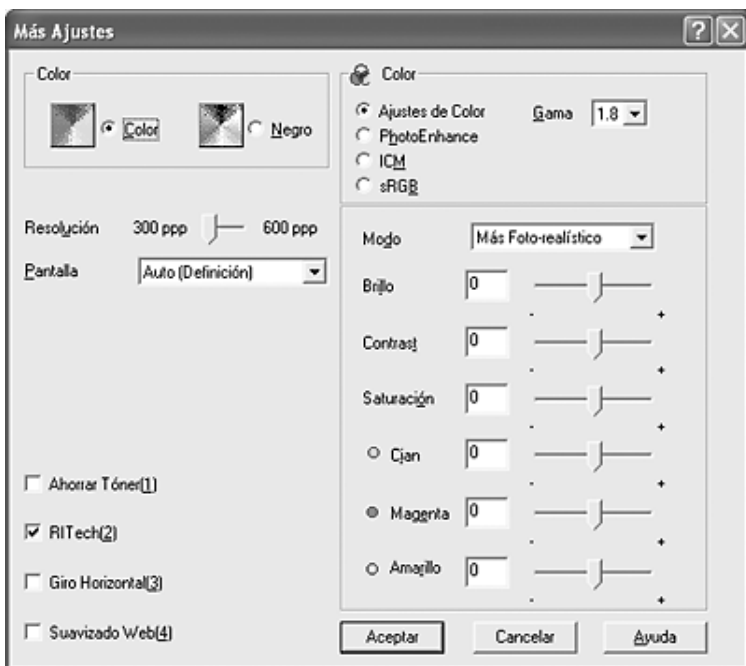 Más Ajustes
Color
Color
Negro
Resolución 300 ppp 600 ppp
Pantalla Auto (Definición)
Ahorrar Tóner(1)
RITech(2)
Giro Horizontal(3)
Suavizado Web(4)
Color
Ajustes de Color
PhotoEnhance
ICM
sRGB
Gama 1.8
Modo Más Foto-realístico
Brillo 0
- +
Contrast 0
- +
Saturación 0
- +
Cian 0
- +
Magenta 0
- +
Amarillo 0
- +
Aceptar Cancelar Ayuda